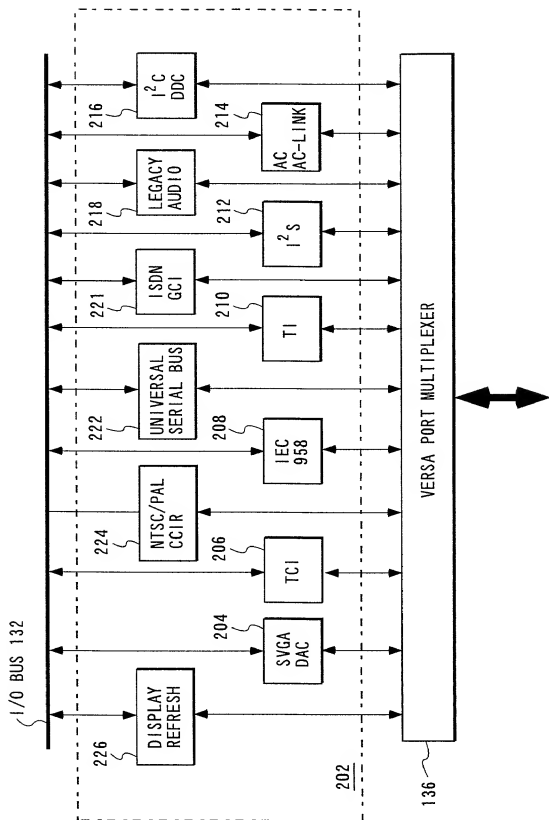 I/O BUS 132
226
DISPLAY
REFRESH
204
SVGA
DAC
206
TCI
224
NTSC/PAL
CCIR
208
IEC
958
222
UNIVERSAL
SERIAL BUS
210
TI
221
ISDN
GCI
212
I²S
218
LEGACY
AUDIO
214
AC
AC-LINK
216
I²C
DDC
202
136
VERSA PORT MULTIPLEXER